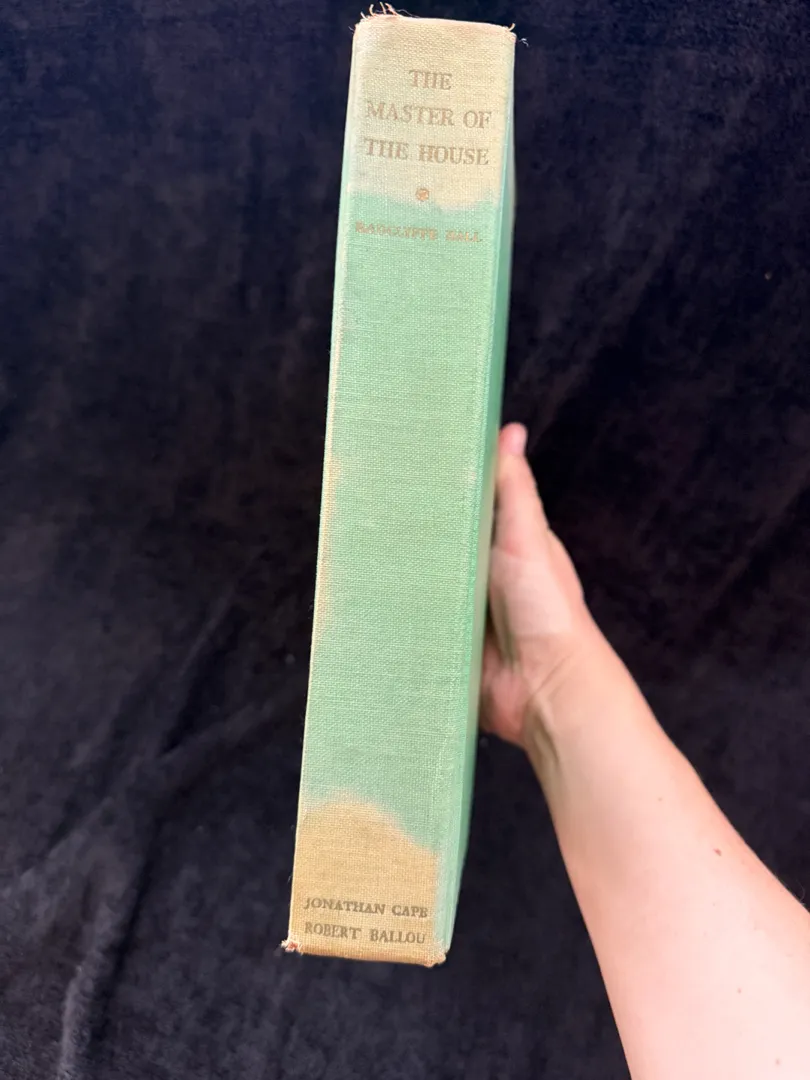 THE
MASTER OF
THE HOUSE
RADCLYFFE HALL
JONATHAN CAPE
ROBERT BALLOU